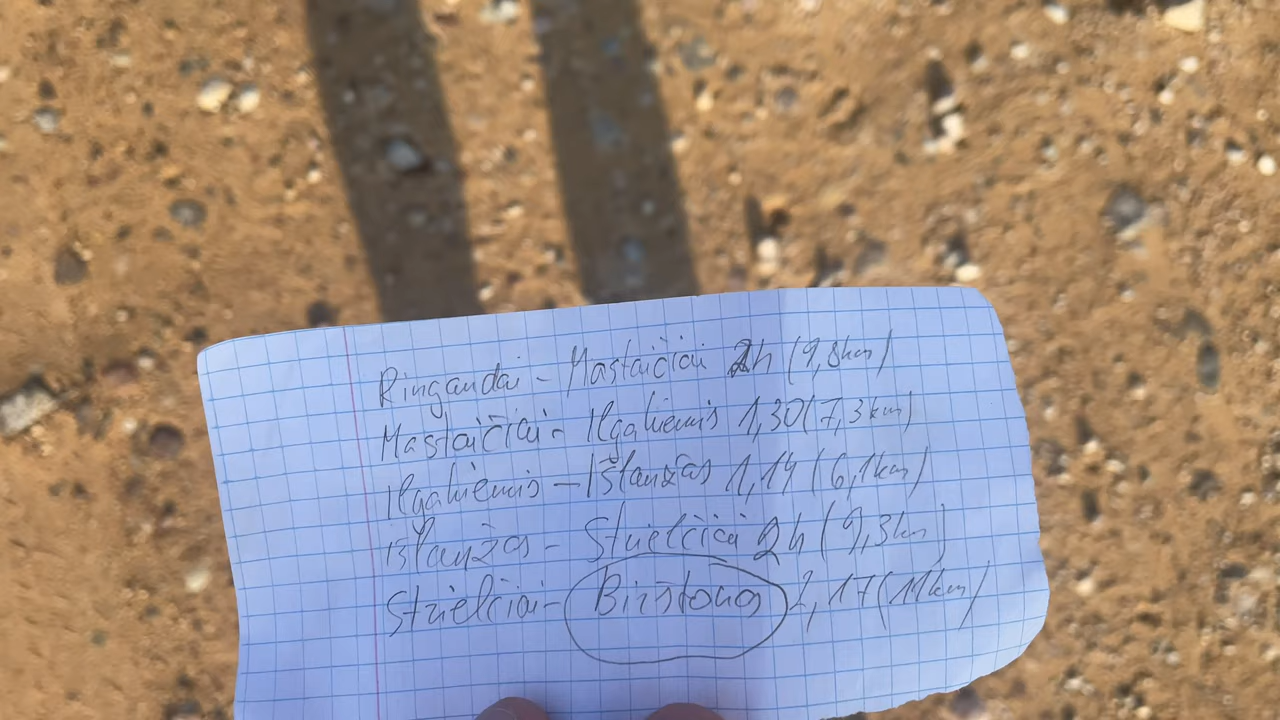 Ringaudai - Mastaičiai 2h (9,8km)
Mastaičiai - Ilgakiemis 1,30 (7,3km)
Ilgakiemis - Išlaužas 1,14 (6,1km)
Išlaužas - Strielčiai 2h (9,3km)
Strielčiai - Birštonas 2,17 (11km)